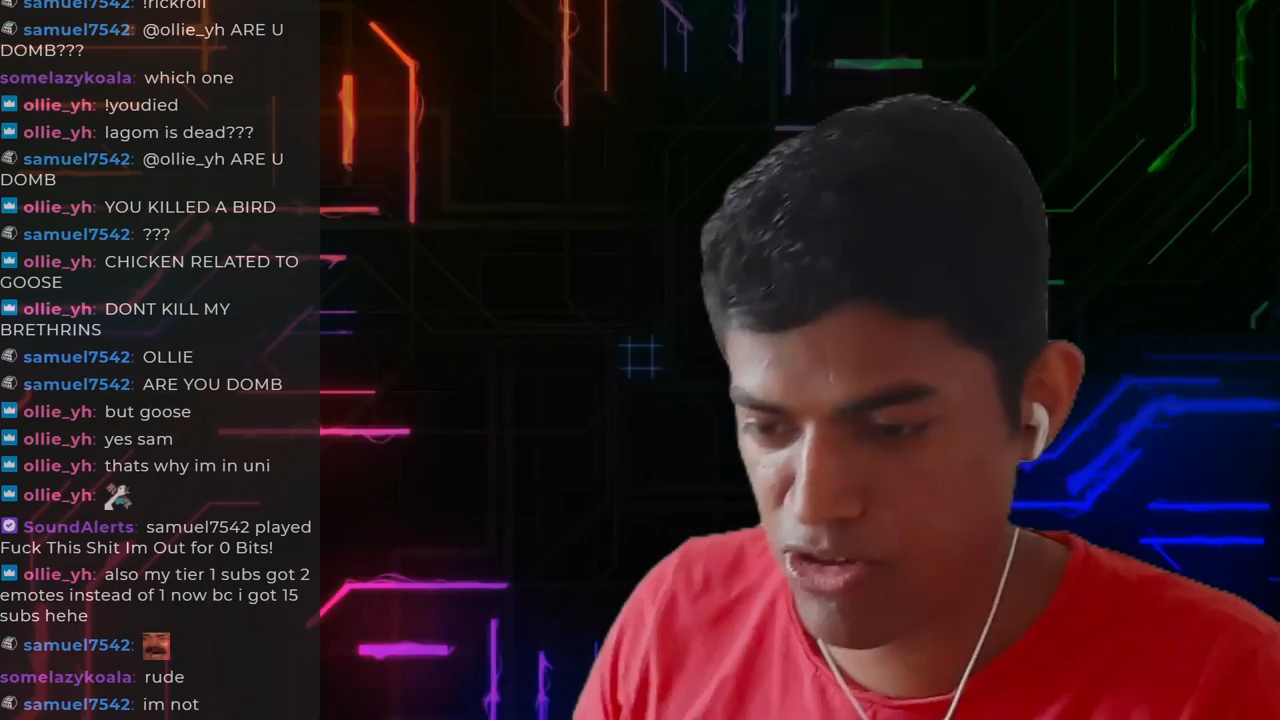 samuel7542: !rickroll
samuel7542: @ollie_yh ARE U
DOMB???
somelazykoala: which one
ollie_yh: !youdied
ollie_yh: lagom is dead???
samuel7542: @ollie_yh ARE U
DOMB
ollie_yh: YOU KILLED A BIRD
samuel7542: ???
ollie_yh: CHICKEN RELATED TO
GOOSE
ollie_yh: DONT KILL MY
BRETHRINS
samuel7542: OLLIE
samuel7542: ARE YOU DOMB
ollie_yh: but goose
ollie_yh: yes sam
ollie_yh: thats why im in uni
ollie_yh:
SoundAlerts: samuel7542 played
Fuck This Shit Im Out for 0 Bits!
ollie_yh: also my tier 1 subs got 2
emotes instead of 1 now bc i got 15
subs hehe
samuel7542:
somelazykoala: rude
samuel7542: im not